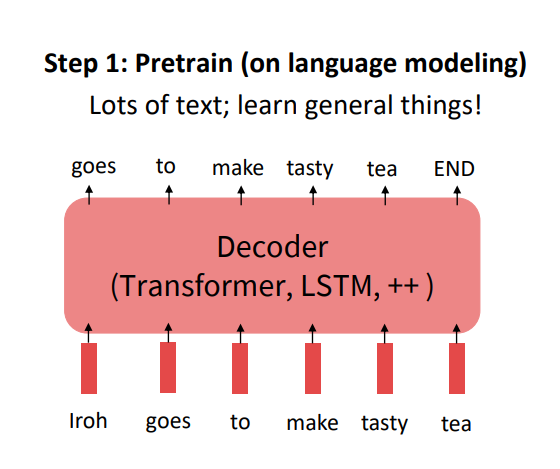 Step 1: Pretrain (on language modeling)
Lots of text; learn general things!
goes to make tasty tea END
Decoder
(Transformer, LSTM, ++ )
Iroh goes to make tasty tea